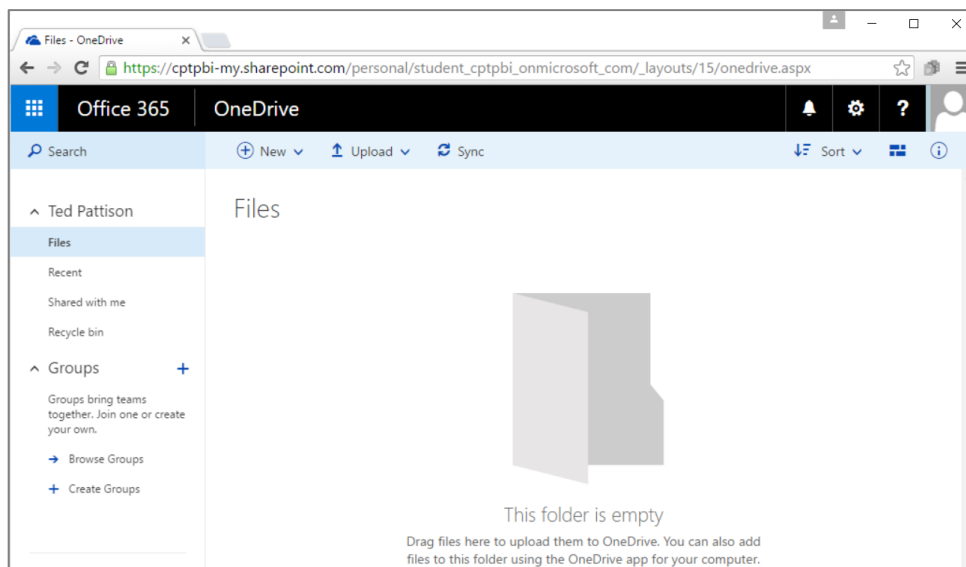 Files - OneDrive
https://cptpbi-my.sharepoint.com/personal/student_cptpbi_onmicrosoft_com/_layouts/15/onedrive.aspx
Office 365
OneDrive
?
Search
New
Upload
Sync
Sort
Ted Pattison
Files
Recent
Shared with me
Recycle bin
Groups
Groups bring teams
together. Join one or create
your own.
Browse Groups
Create Groups
Files
This folder is empty
Drag files here to upload them to OneDrive. You can also add
files to this folder using the OneDrive app for your computer.